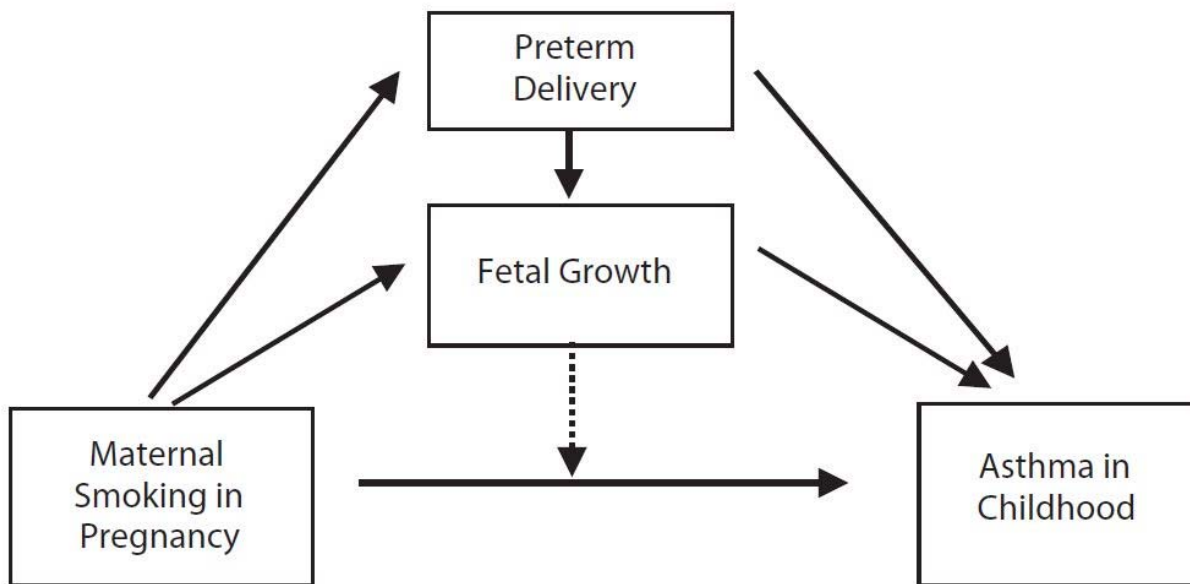 Preterm
Delivery
Fetal Growth
Maternal
Smoking in
Pregnancy
Asthma in
Childhood